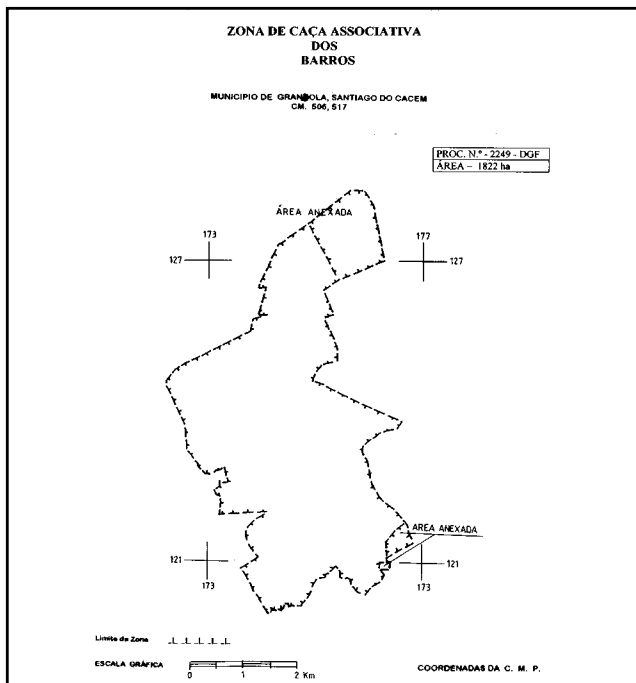 ZONA DE CAÇA ASSOCIATIVA
DOS
BARROS
MUNICIPIO DE GRANDOLA, SANTIAGO DO CACEM
CM. 506, 517
PROC. N.º - 2249 - DGF
ÁREA - 1822 ha
ÁREA ANEXADA
173
177
127
127
AREA ANEXADA
121
121
173
173
Limite da Zona
ESCALA GRÁFICA
0 1 2 Km
COORDENADAS DA C. M. P.